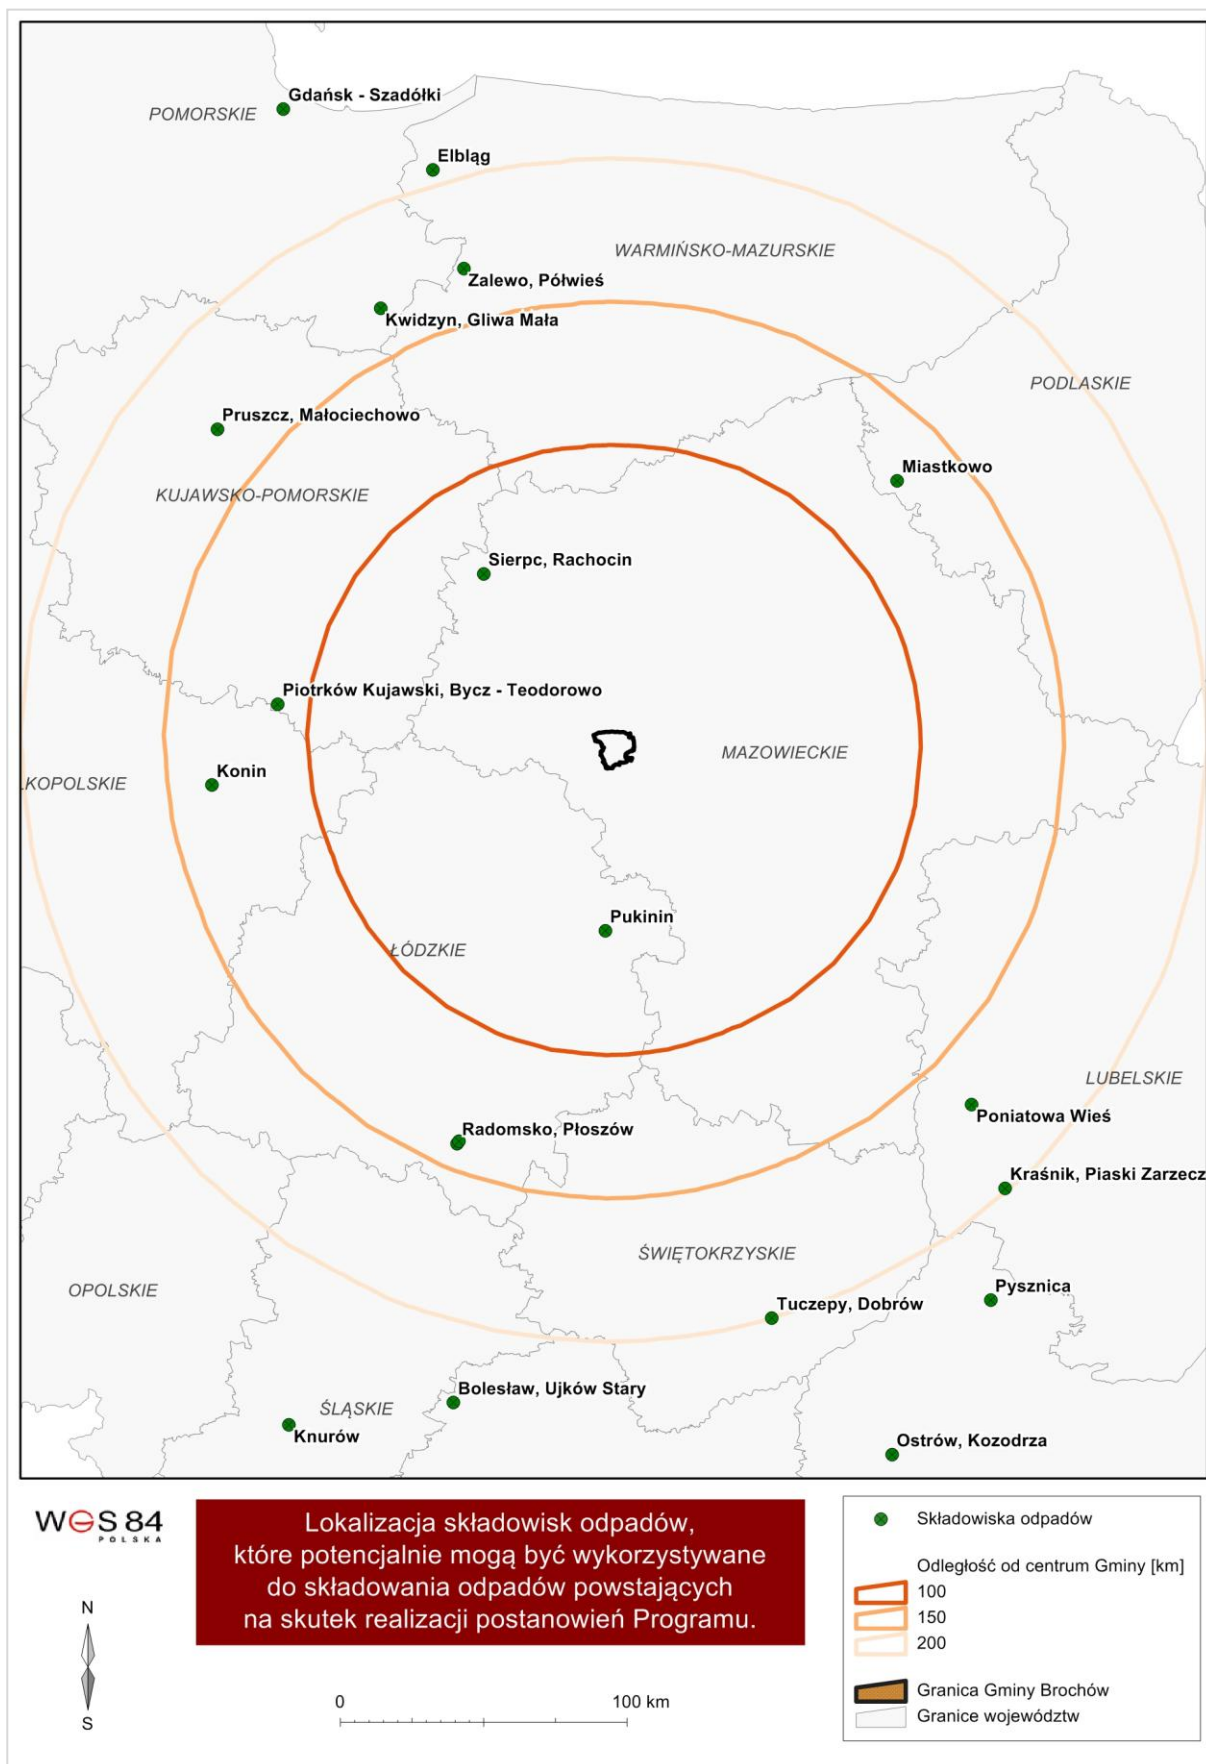 Gdańsk - Szadółki
POMORSKIE
Elbląg
WARMIŃSKO-MAZURSKIE
Zalewo, Półwieś
Kwidzyn, Gliwa Mała
PODLASKIE
Pruszcz, Małociechowo
Miastkowo
KUJAWSKO-POMORSKIE
Sierpc, Rachocin
Piotrków Kujawski, Bycz - Teodorowo
MAZOWIECKIE
Konin
LKOPOLSKIE
Pukinin
ŁÓDZKIE
LUBELSKIE
Poniatowa Wieś
Radomsko, Płoszów
Kraśnik, Piaski Zarzecz
ŚWIĘTOKRZYSKIE
OPOLSKIE
Pysznica
Tuczepy, Dobrów
Bolesław, Ujków Stary
ŚLĄSKIE
Knurów
Ostrów, Kozodrza
WGS 84
POLSKA
Lokalizacja składowisk odpadów,
które potencjalnie mogą być wykorzystywane
do składowania odpadów powstających
na skutek realizacji postanowień Programu.
N
S
0 100 km
Składowiska odpadów
Odległość od centrum Gminy [km]
100
150
200
Granica Gminy Brochów
Granice województw